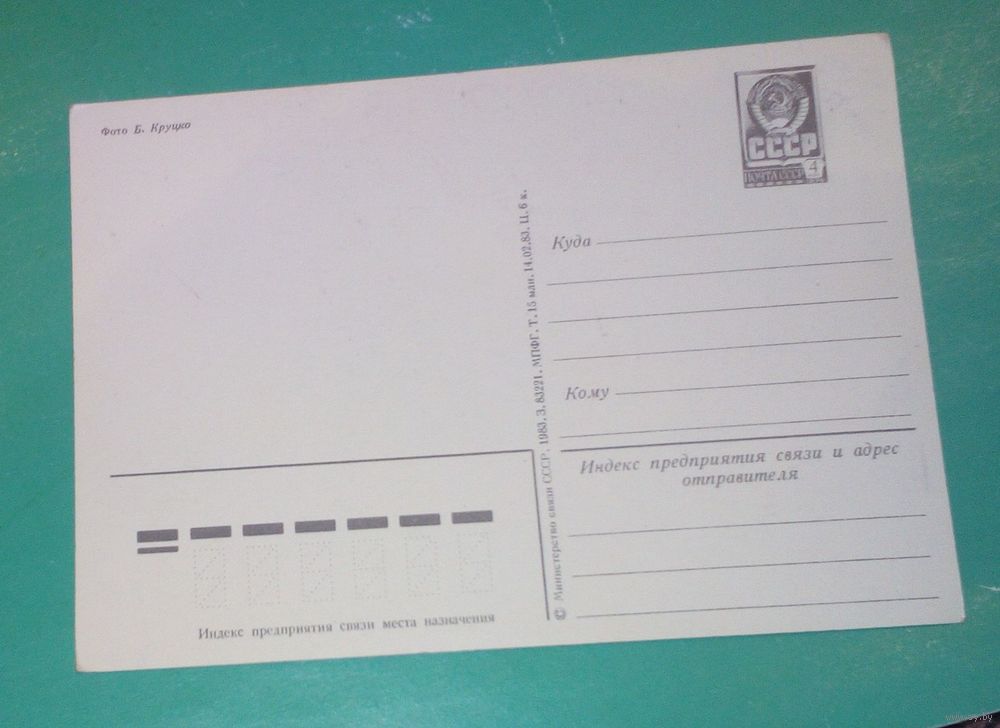 Фото Б. Круцко
СССР
ПОЧТА СССР 4
Куда
Кому
Индекс предприятия связи и адрес
отправителя
© Министерство связи СССР. 1983. З. 83221. МПФГ. Т. 15 млн. 14.02.83. Ц. 6 к.
Индекс предприятия связи места назначения